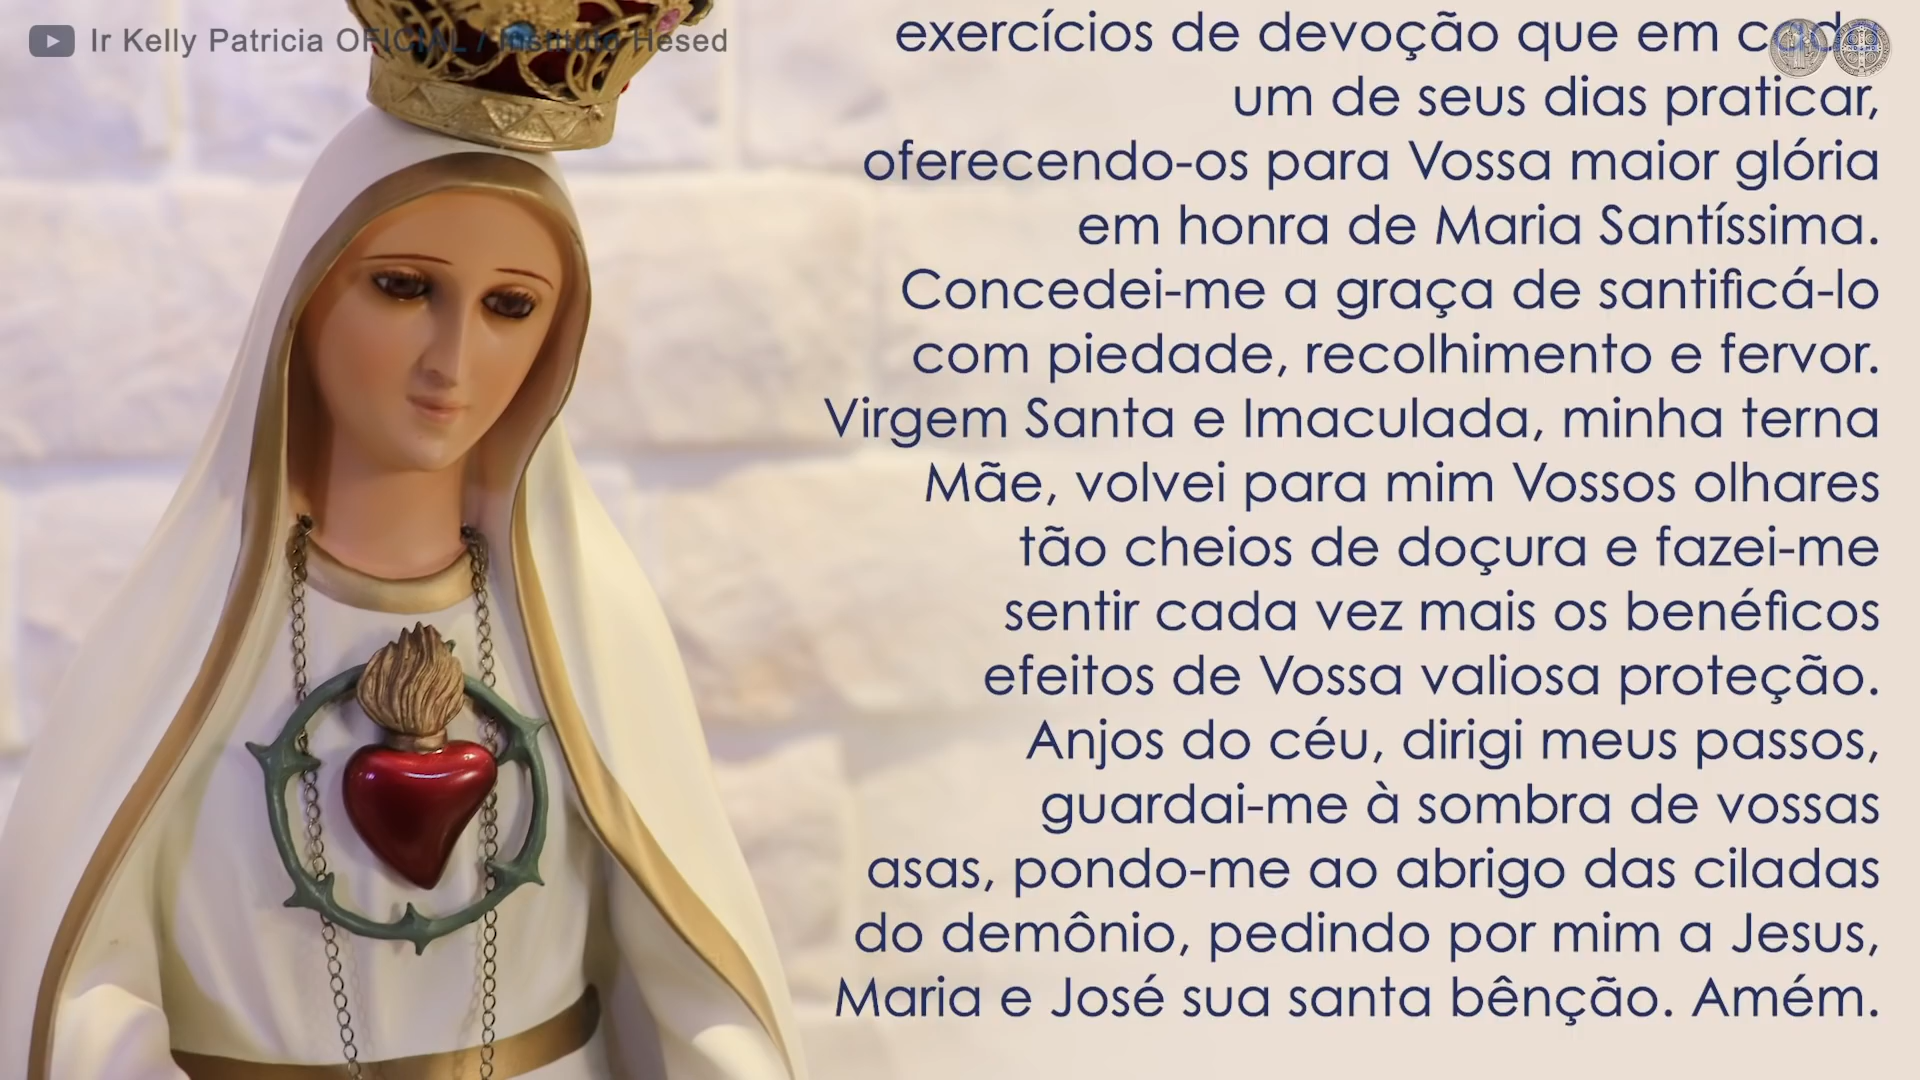 Ir Kelly Patricia OFICIAL / Instituto Hesed
exercícios de devoção que em cada
um de seus dias praticar,
oferecendo-os para Vossa maior glória
em honra de Maria Santíssima.
Concedei-me a graça de santificá-lo
com piedade, recolhimento e fervor.
Virgem Santa e Imaculada, minha terna
Mãe, volvei para mim Vossos olhares
tão cheios de doçura e fazei-me
sentir cada vez mais os benéficos
efeitos de Vossa valiosa proteção.
Anjos do céu, dirigi meus passos,
guardai-me à sombra de vossas
asas, pondo-me ao abrigo das ciladas
do demônio, pedindo por mim a Jesus,
Maria e José sua santa bênção. Amém.